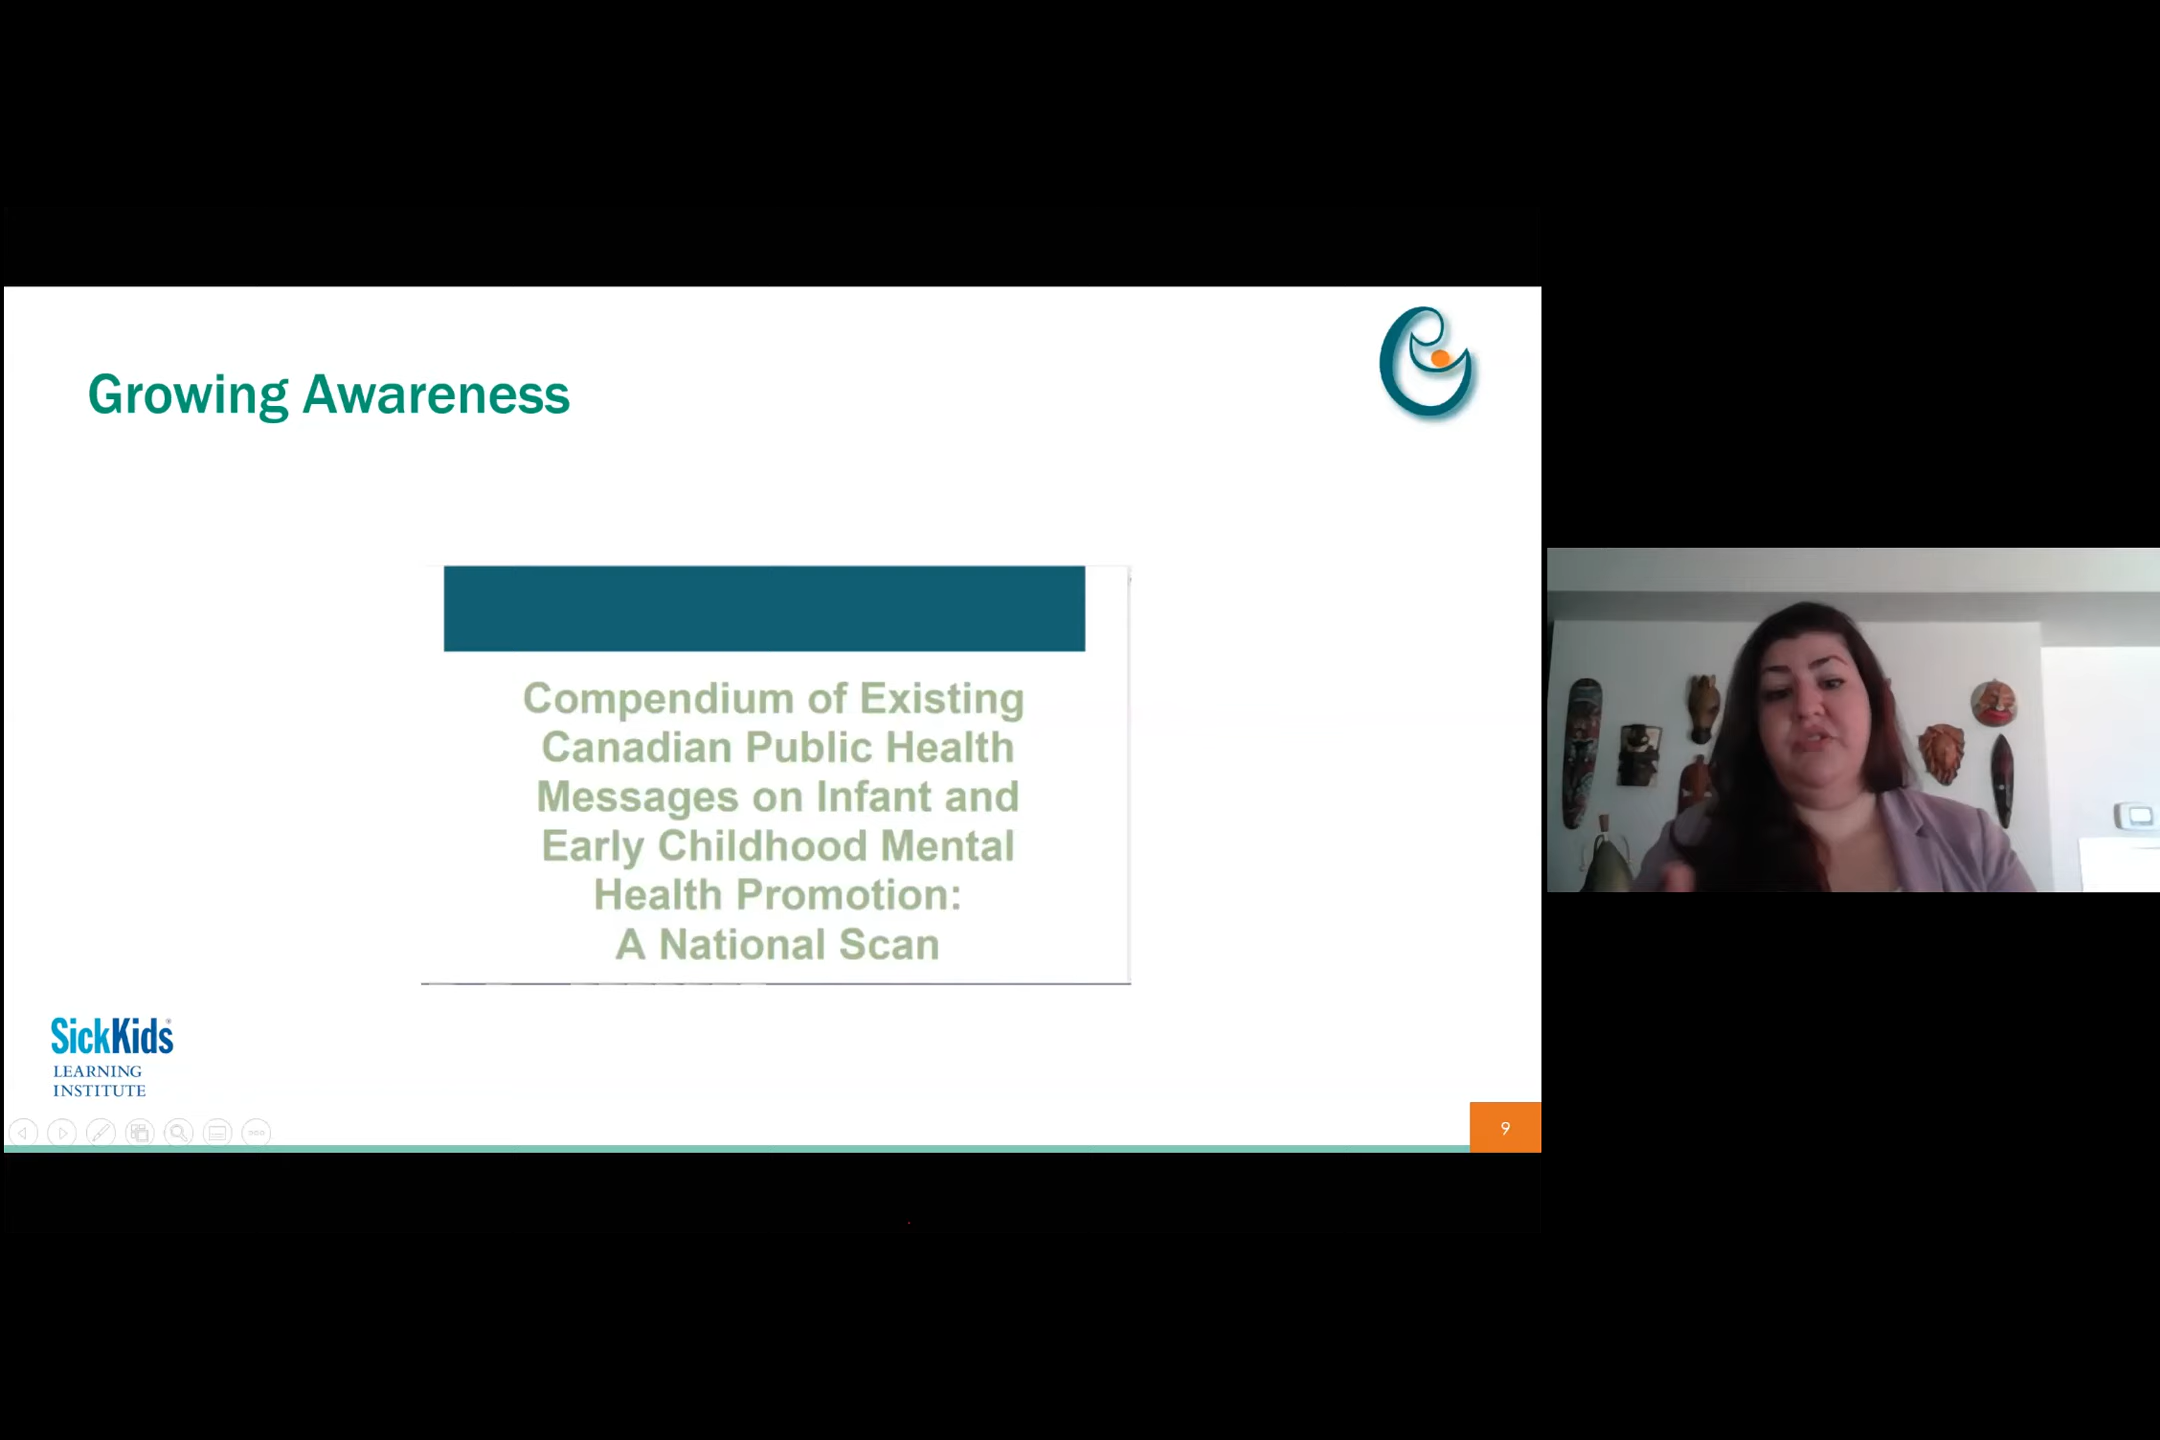 Growing Awareness
Compendium of Existing
Canadian Public Health
Messages on Infant and
Early Childhood Mental
Health Promotion:
A National Scan
SickKids
LEARNING
INSTITUTE
9